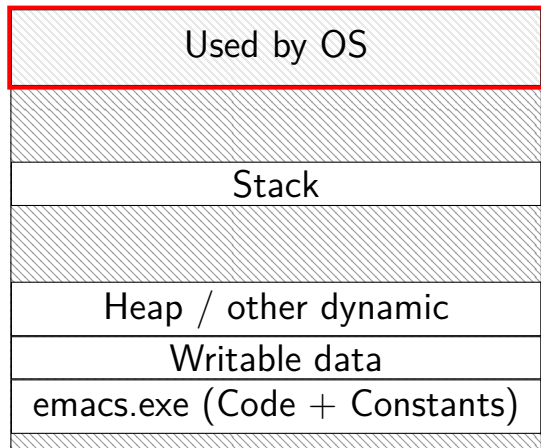 Used by OS
Stack
Heap / other dynamic
Writable data
emacs.exe (Code + Constants)